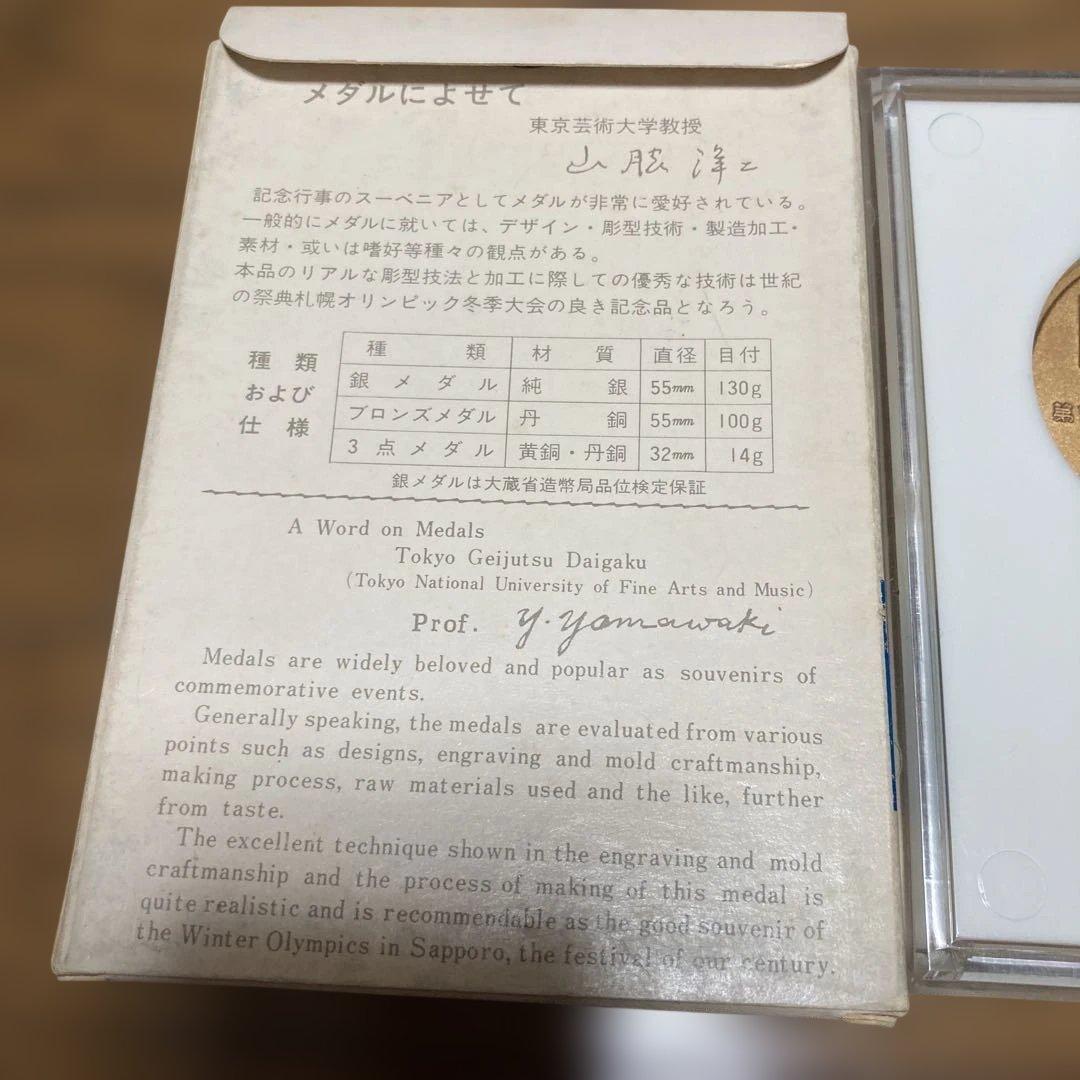 メダルによせて
東京芸術大学教授
山脇洋二
記念行事のスーベニアとしてメダルが非常に愛好されている。
一般的にメダルに就いては、デザイン・彫型技術・製造加工・
素材・或いは嗜好等種々の観点がある。
本品のリアルな彫型技法と加工に際しての優秀な技術は世紀
の祭典札幌オリンピック冬季大会の良き記念品となろう。
種類
および
仕様
種類 材質 直径 目付
銀メダル 純銀 55mm 130g
ブロンズメダル 丹銅 55mm 100g
3点メダル 黄銅・丹銅 32mm 14g
銀メダルは大蔵省造幣局品位検定保証
A Word on Medals
Tokyo Geijutsu Daigaku
(Tokyo National University of Fine Arts and Music)
Prof. Y. Yamawaki
Medals are widely beloved and popular as souvenirs of
commemorative events.
Generally speaking, the medals are evaluated from various
points such as designs, engraving and mold craftmanship,
making process, raw materials used and the like, further
from taste.
The excellent technique shown in the engraving and mold
craftmanship and the process of making of this medal is
quite realistic and is recommendable as the good souvenir of
the Winter Olympics in Sapporo, the festival of our century.